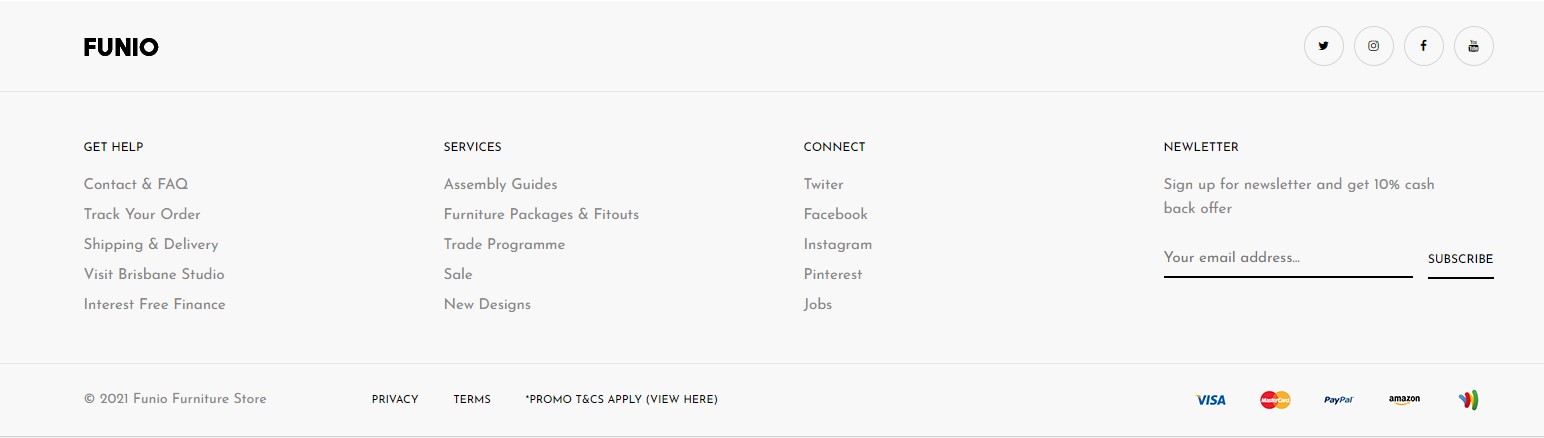 FUNIO
GET HELP
Contact & FAQ
Track Your Order
Shipping & Delivery
Visit Brisbane Studio
Interest Free Finance
SERVICES
Assembly Guides
Furniture Packages & Fitouts
Trade Programme
Sale
New Designs
CONNECT
Twiter
Facebook
Instagram
Pinterest
Jobs
NEWLETTER
Sign up for newsletter and get 10% cash
back offer
Your email address...
SUBSCRIBE
© 2021 Funio Furniture Store
PRIVACY
TERMS
*PROMO T&CS APPLY (VIEW HERE)
VISA
MasterCard
PayPal
amazon